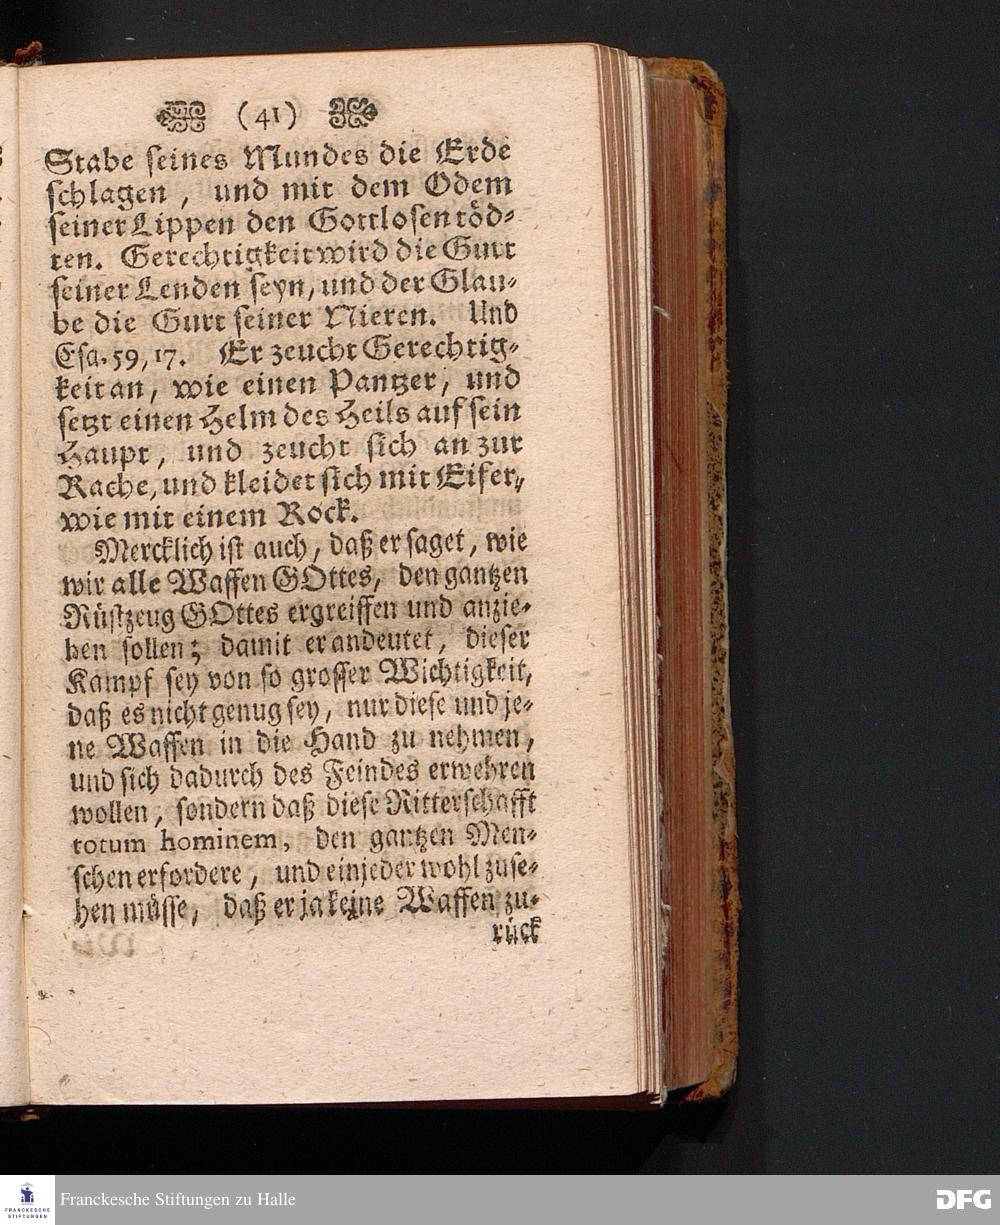 (41)
Stabe seines Mundes die Erde
schlagen, und mit dem Odem
seiner Lippen den Gottlosen töd-
ten. Gerechtigkeit wird die Gurt
seiner Lenden seyn, und der Glau-
be die Gurt seiner Nieren. Und
Esa. 59, 17. Er zeucht Gerechtig-
keit an, wie einen Pantzer, und
setzt einen Helm des Heils auf sein
Haupt, und zeucht sich an zur
Rache, und kleidet sich mit Eifer,
wie mit einem Rock.
Mercklich ist auch, daß er saget, wie
wir alle Waffen GOttes, den gantzen
Rüstzeug GOttes ergreiffen und anzie-
hen sollen; damit er andeutet, dieser
Kampf sey von so grosser Wichtigkeit,
daß es nicht genug sey, nur diese und je-
ne Waffen in die Hand zu nehmen,
und sich dadurch des Feindes erwehren
wollen, sondern daß diese Ritterschafft
totum hominem, den gantzen Men-
schen erfordere, und ein jeder wohl zuse-
hen müsse, daß er ja keine Waffen zu-
rück
FRANCKESCHE
STIFTUNGEN
Franckesche Stiftungen zu Halle
DFG